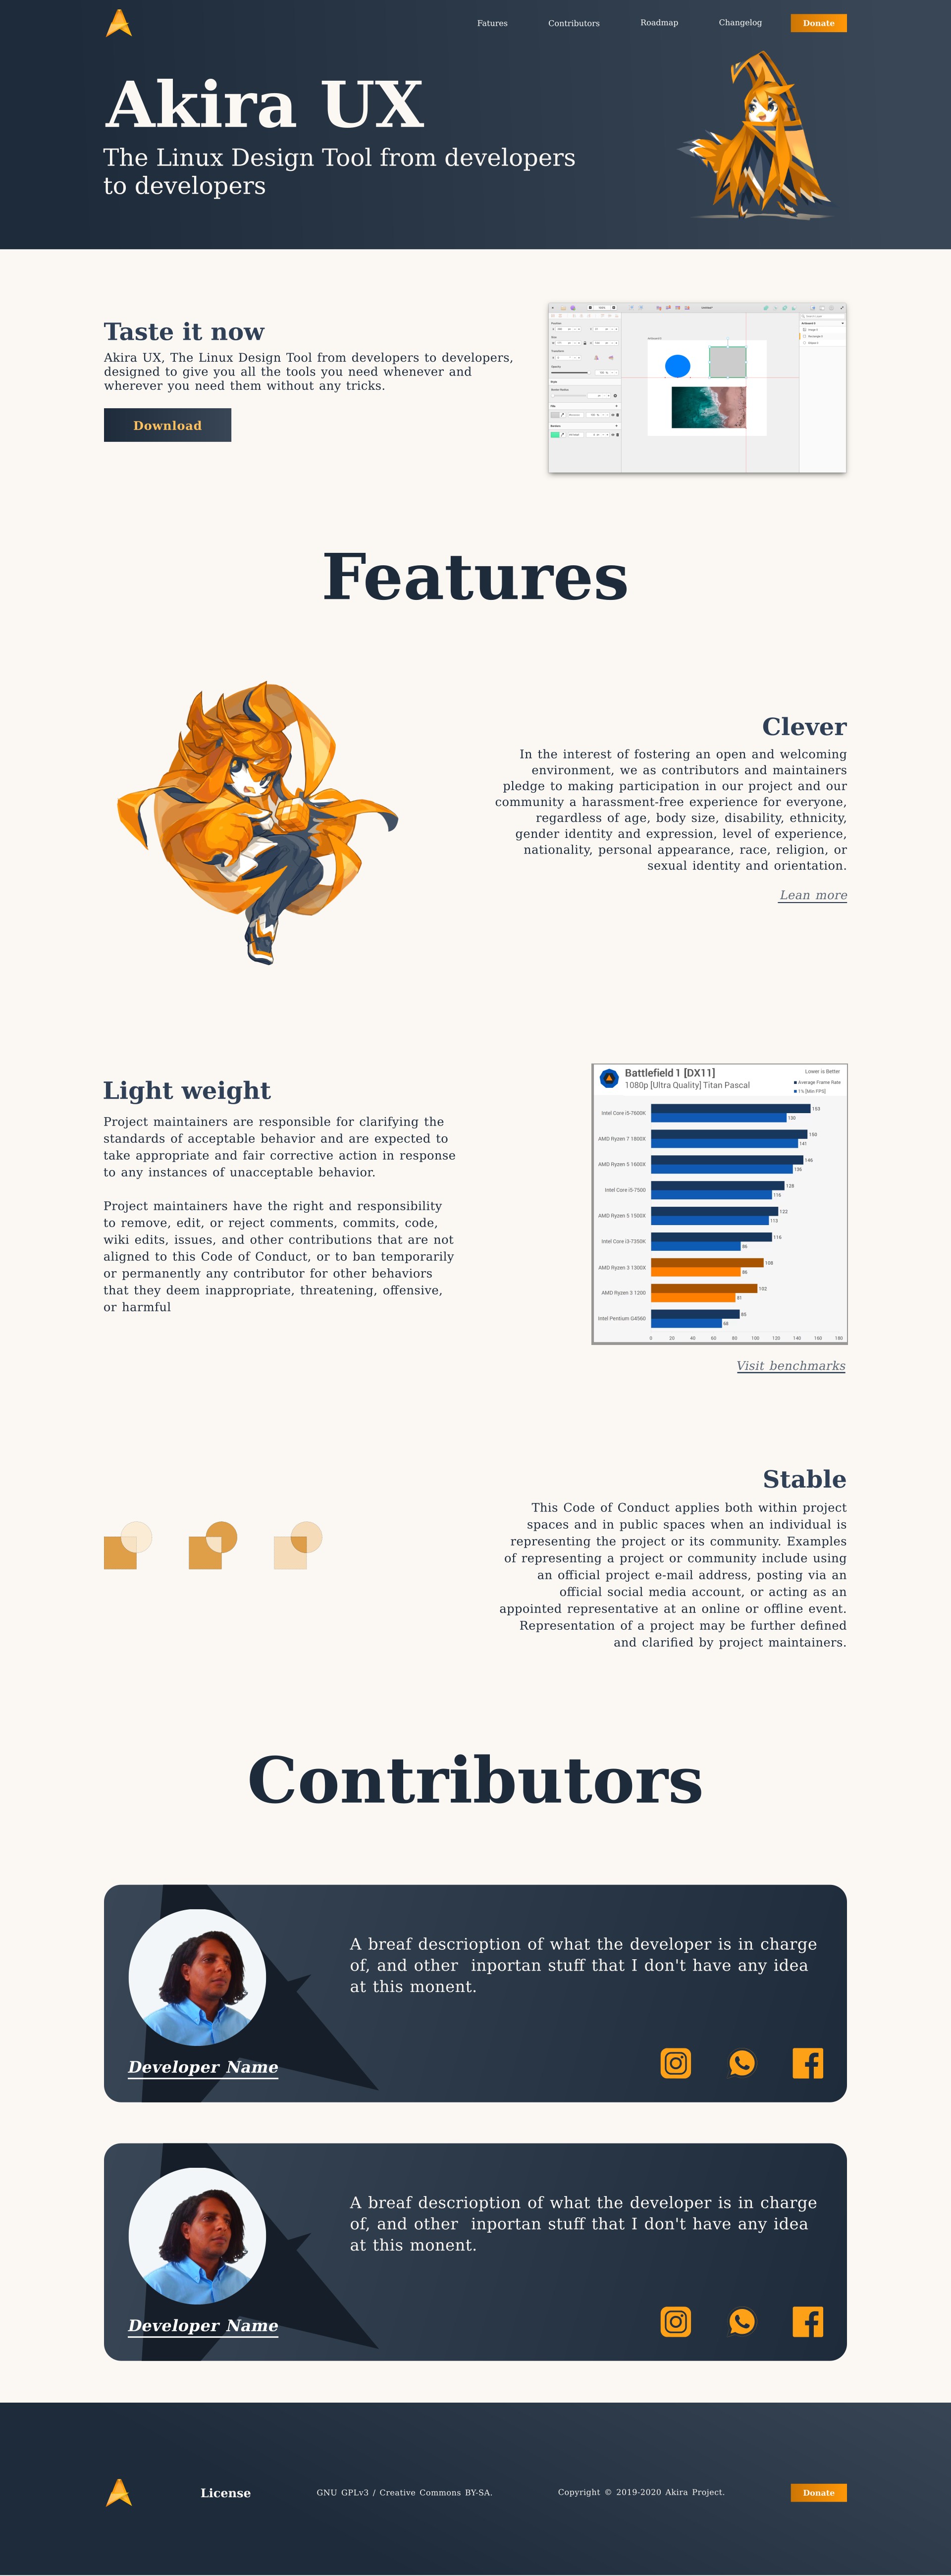 Fatures Contributors Roadmap Changelog Donate
Akira UX
The Linux Design Tool from developers
to developers
Taste it now
Akira UX, The Linux Design Tool from developers to developers,
designed to give you all the tools you need whenever and
wherever you need them without any tricks.
Download
Features
Clever
In the interest of fostering an open and welcoming
environment, we as contributors and maintainers
pledge to making participation in our project and our
community a harassment-free experience for everyone,
regardless of age, body size, disability, ethnicity,
gender identity and expression, level of experience,
nationality, personal appearance, race, religion, or
sexual identity and orientation.
Lean more
Light weight
Project maintainers are responsible for clarifying the
standards of acceptable behavior and are expected to
take appropriate and fair corrective action in response
to any instances of unacceptable behavior.
Project maintainers have the right and responsibility
to remove, edit, or reject comments, commits, code,
wiki edits, issues, and other contributions that are not
aligned to this Code of Conduct, or to ban temporarily
or permanently any contributor for other behaviors
that they deem inappropriate, threatening, offensive,
or harmful
Battlefield 1 [DX11]
1080p [Ultra Quality] Titan Pascal
Lower is Better
Average Frame Rate
1% [Min FPS]
Intel Core i5-7600K 153
130
AMD Ryzen 7 1800X 150
141
AMD Ryzen 5 1600X 146
136
Intel Core i5-7500 128
116
AMD Ryzen 5 1500X 122
113
Intel Core i3-7350K 116
86
AMD Ryzen 3 1300X 108
86
AMD Ryzen 3 1200 102
81
Intel Pentium G4560 85
68
0 20 40 60 80 100 120 140 160 180
Visit benchmarks
Stable
This Code of Conduct applies both within project
spaces and in public spaces when an individual is
representing the project or its community. Examples
of representing a project or community include using
an official project e-mail address, posting via an
official social media account, or acting as an
appointed representative at an online or offline event.
Representation of a project may be further defined
and clarified by project maintainers.
Contributors
A breaf descrioption of what the developer is in charge
of, and other inportan stuff that I don't have any idea
at this monent.
Developer Name
A breaf descrioption of what the developer is in charge
of, and other inportan stuff that I don't have any idea
at this monent.
Developer Name
License GNU GPLv3 / Creative Commons BY-SA. Copyright © 2019-2020 Akira Project. Donate